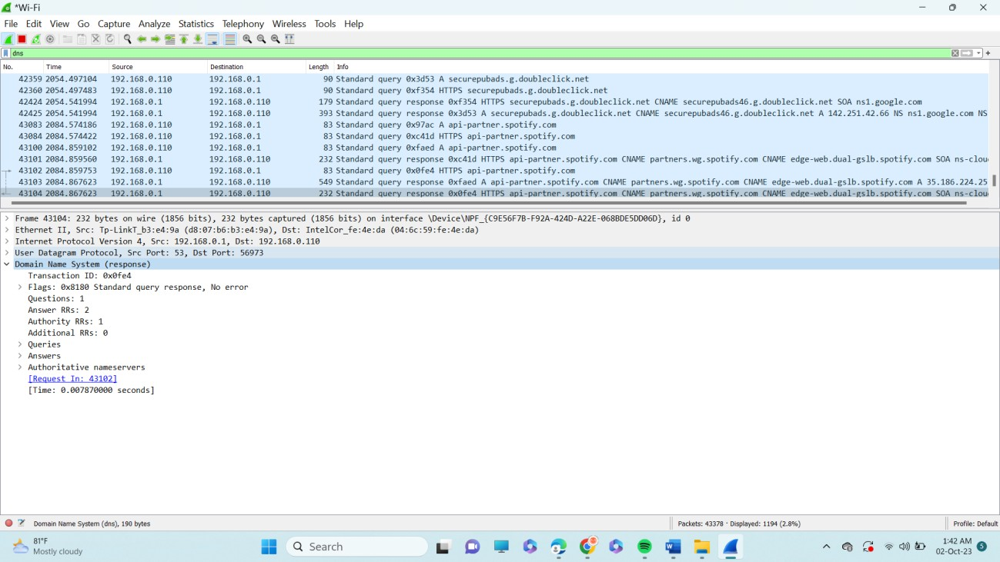 *Wi-Fi
File Edit View Go Capture Analyze Statistics Telephony Wireless Tools Help
dns
No. Time Source Destination Length Info
42359 2054.497104 192.168.0.110 192.168.0.1 90 Standard query 0x3d53 A securepubads.g.doubleclick.net
42360 2054.497483 192.168.0.110 192.168.0.1 90 Standard query 0xf354 HTTPS securepubads.g.doubleclick.net
42424 2054.541994 192.168.0.1 192.168.0.110 179 Standard query response 0xf354 HTTPS securepubads.g.doubleclick.net CNAME securepubads46.g.doubleclick.net SOA ns1.google.com
42425 2054.541994 192.168.0.1 192.168.0.110 393 Standard query response 0x3d53 A securepubads.g.doubleclick.net CNAME securepubads46.g.doubleclick.net A 142.251.42.66 NS ns1.google.com NS
43083 2084.574186 192.168.0.110 192.168.0.1 83 Standard query 0x97ac A api-partner.spotify.com
43084 2084.574422 192.168.0.110 192.168.0.1 83 Standard query 0xc41d HTTPS api-partner.spotify.com
43100 2084.859102 192.168.0.110 192.168.0.1 83 Standard query 0xfaed A api-partner.spotify.com
43101 2084.859560 192.168.0.1 192.168.0.110 232 Standard query response 0xc41d HTTPS api-partner.spotify.com CNAME partners.wg.spotify.com CNAME edge-web.dual-gslb.spotify.com SOA ns-clou
43102 2084.859753 192.168.0.110 192.168.0.1 83 Standard query 0x0fe4 HTTPS api-partner.spotify.com
43103 2084.867623 192.168.0.1 192.168.0.110 549 Standard query response 0xfaed A api-partner.spotify.com CNAME partners.wg.spotify.com CNAME edge-web.dual-gslb.spotify.com A 35.186.224.25
43104 2084.867623 192.168.0.1 192.168.0.110 232 Standard query response 0x0fe4 HTTPS api-partner.spotify.com CNAME partners.wg.spotify.com CNAME edge-web.dual-gslb.spotify.com SOA ns-clou
Frame 43104: 232 bytes on wire (1856 bits), 232 bytes captured (1856 bits) on interface \Device\NPF_{C9E56F7B-F92A-424D-A22E-068BDE5DD06D}, id 0
Ethernet II, Src: Tp-LinkT_b3:e4:9a (d8:07:b6:b3:e4:9a), Dst: IntelCor_fe:4e:da (04:6c:59:fe:4e:da)
Internet Protocol Version 4, Src: 192.168.0.1, Dst: 192.168.0.110
User Datagram Protocol, Src Port: 53, Dst Port: 56973
Domain Name System (response)
Transaction ID: 0x0fe4
Flags: 0x8180 Standard query response, No error
Questions: 1
Answer RRs: 2
Authority RRs: 1
Additional RRs: 0
Queries
Answers
Authoritative nameservers
[Request In: 43102]
[Time: 0.007870000 seconds]
Domain Name System (dns), 190 bytes Packets: 43378 · Displayed: 1194 (2.8%) Profile: Default
81°F
Mostly cloudy
Search
1:42 AM
02-Oct-23
5